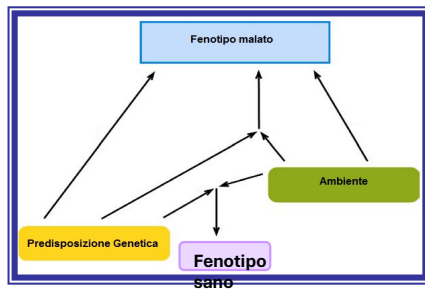 Fenotipo malato
Ambiente
Predisposizione Genetica
Fenotipo
sano